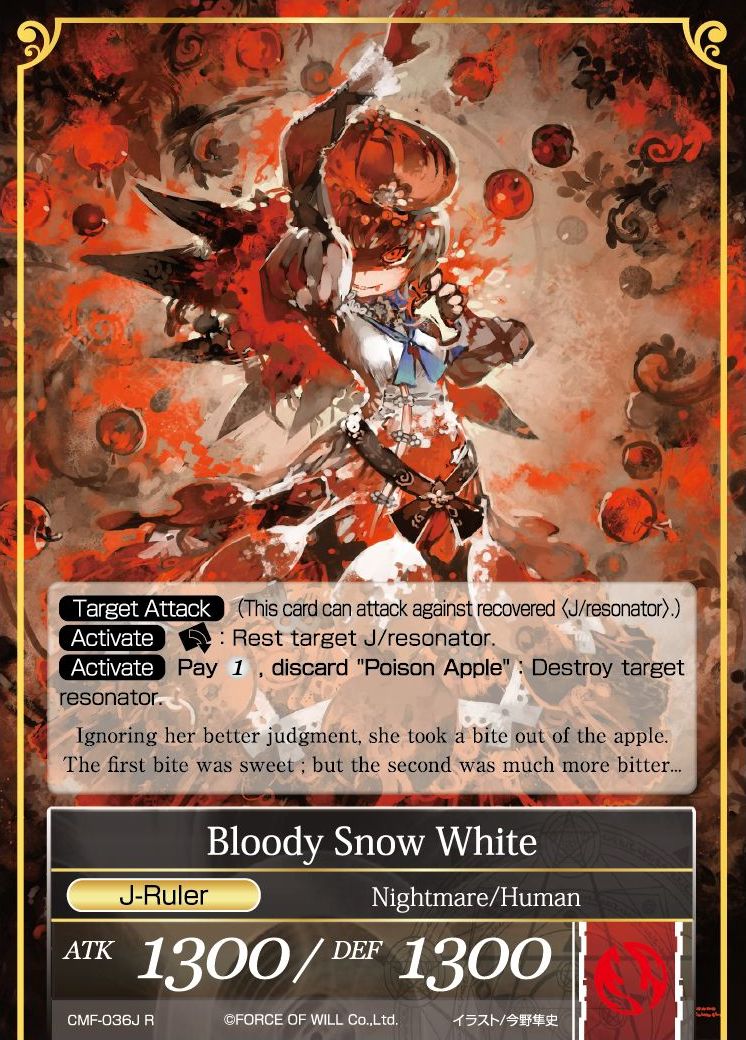 Target Attack (This card can attack against recovered 〈J/resonator〉.)
Activate : Rest target J/resonator.
Activate Pay 1 , discard "Poison Apple" : Destroy target
resonator.
Ignoring her better judgment, she took a bite out of the apple.
The first bite was sweet ; but the second was much more bitter...
Bloody Snow White
J-Ruler Nightmare/Human
ATK 1300/ DEF 1300
CMF-036J R ©FORCE OF WILL Co.,Ltd. イラスト/今野隼史